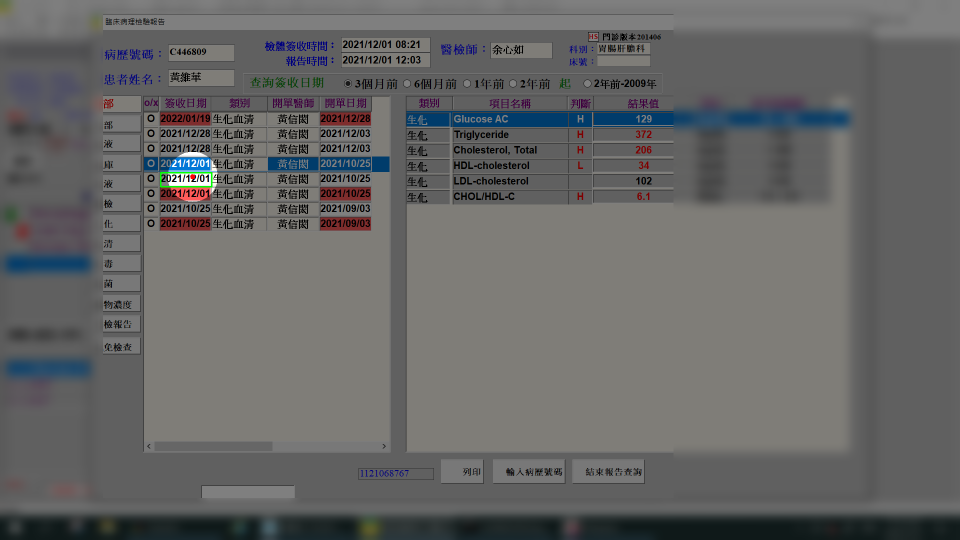 臨床病理檢驗報告
HS 門診版本201406
病歷號碼： C446809 檢體簽收時間： 2021/12/01 08:21 醫檢師： 余心如 科別： 胃腸肝膽科
報告時間： 2021/12/01 12:03 床號：
患者姓名： 黃維華 查詢簽收日期 3個月前 6個月前 1年前 2年前 起 2年前-2009年
部
部
液
庫
液
檢
化
清
毒
菌
物濃度
檢報告
免檢查
o/x 簽收日期 類別 開單醫師 開單日期
O 2022/01/19 生化血清 黃信閎 2021/12/28
O 2021/12/28 生化血清 黃信閎 2021/12/03
O 2021/12/28 生化血清 黃信閎 2021/12/03
O 2021/12/01 生化血清 黃信閎 2021/10/25
O 2021/12/01 生化血清 黃信閎 2021/10/25
O 2021/12/01 生化血清 黃信閎 2021/10/25
O 2021/10/25 生化血清 黃信閎 2021/09/03
O 2021/10/25 生化血清 黃信閎 2021/09/03
類別 項目名稱 判斷 結果值
生化 Glucose AC H 129
生化 Triglyceride H 372
生化 Cholesterol, Total H 206
生化 HDL-cholesterol L 34
生化 LDL-cholesterol 102
生化 CHOL/HDL-C H 6.1
1121068767 列印 輸入病歷號碼 結束報告查詢